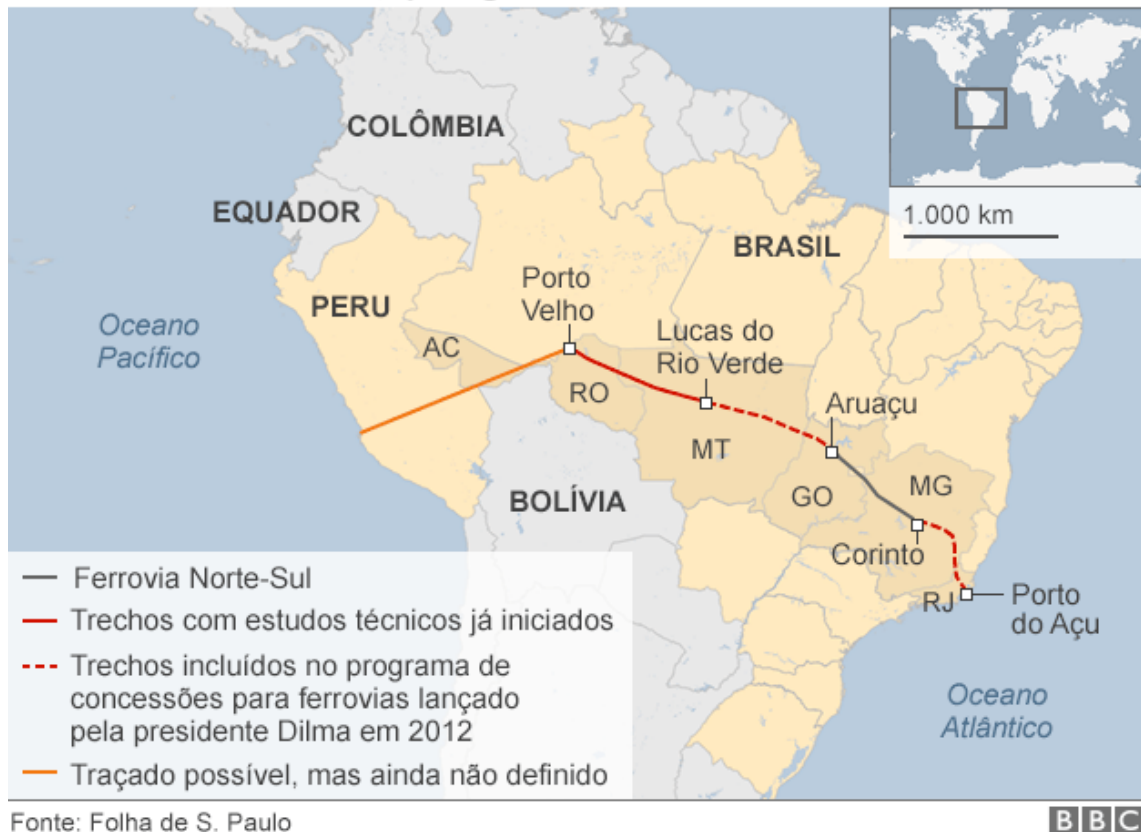 COLÔMBIA
EQUADOR
1.000 km
BRASIL
Porto
Velho
PERU
Oceano
Pacífico
Lucas do
Rio Verde
AC
RO
Aruaçu
MT
MG
GO
BOLÍVIA
Corinto
RJ
Porto
do Açu
Oceano
Atlântico
Ferrovia Norte-Sul
Trechos com estudos técnicos já iniciados
Trechos incluídos no programa de
concessões para ferrovias lançado
pela presidente Dilma em 2012
Traçado possível, mas ainda não definido
Fonte: Folha de S. Paulo
BBC